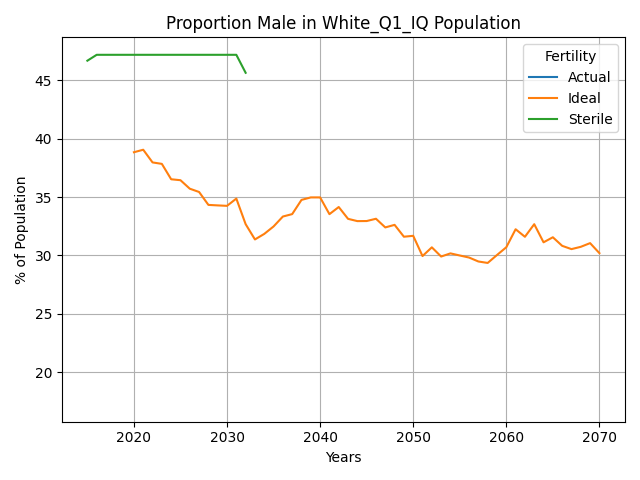 Proportion Male in White_Q1_IQ Population
Fertility
Actual
Ideal
Sterile
% of Population
45
40
35
30
25
20
2020 2030 2040 2050 2060 2070
Years